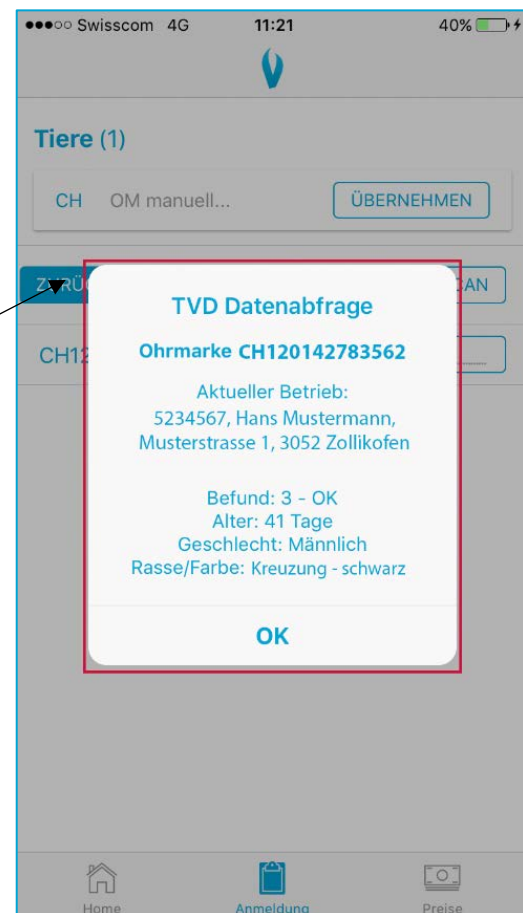 Swisscom 4G 11:21 40%
Tiere (1)
CH OM manuell... ÜBERNEHMEN
TVD Datenabfrage
Ohrmarke CH120142783562
Aktueller Betrieb:
5234567, Hans Mustermann,
Musterstrasse 1, 3052 Zollikofen
Befund: 3 - OK
Alter: 41 Tage
Geschlecht: Männlich
Rasse/Farbe: Kreuzung - schwarz
OK
Home Anmeldung Preise